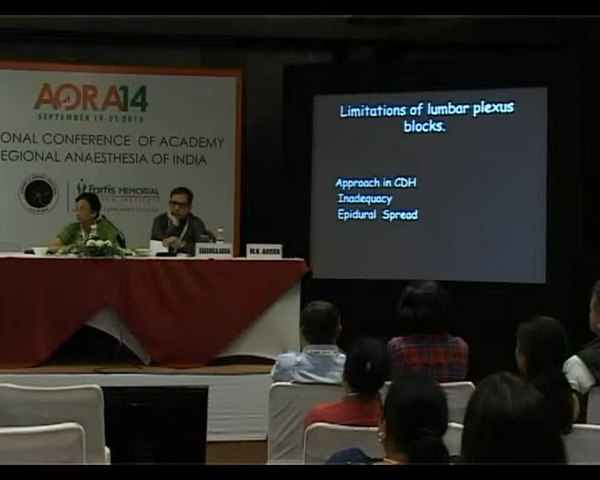 AORA14
SEPTEMBER 19-21, 2014
ONAL CONFERENCE OF ACADEMY
EGIONAL ANAESTHESIA OF INDIA
Fortis MEMORIAL
Limitations of lumbar plexus
blocks.
Approach in CDH
Inadequacy
Epidural Spread
M.K. ARORA